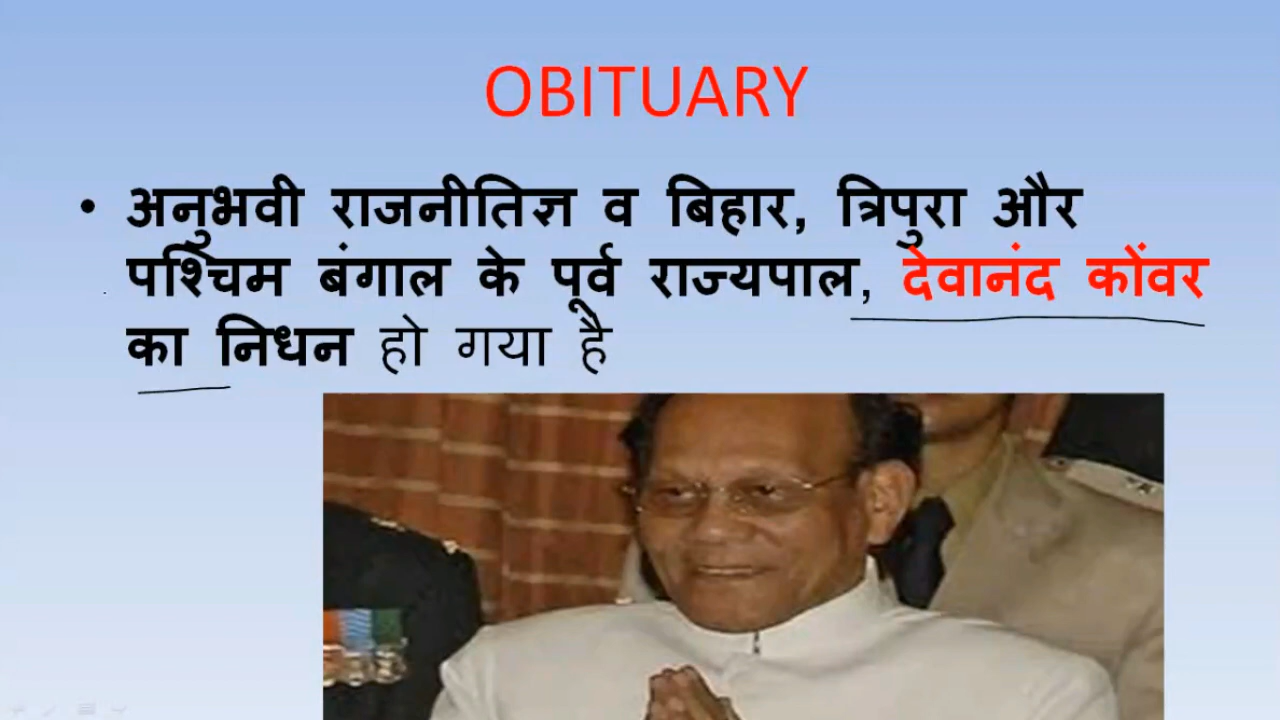 OBITUARY
• अनुभवी राजनीतिज्ञ व बिहार, त्रिपुरा और
पश्चिम बंगाल के पूर्व राज्यपाल, देवानंद कोंवर
का निधन हो गया है